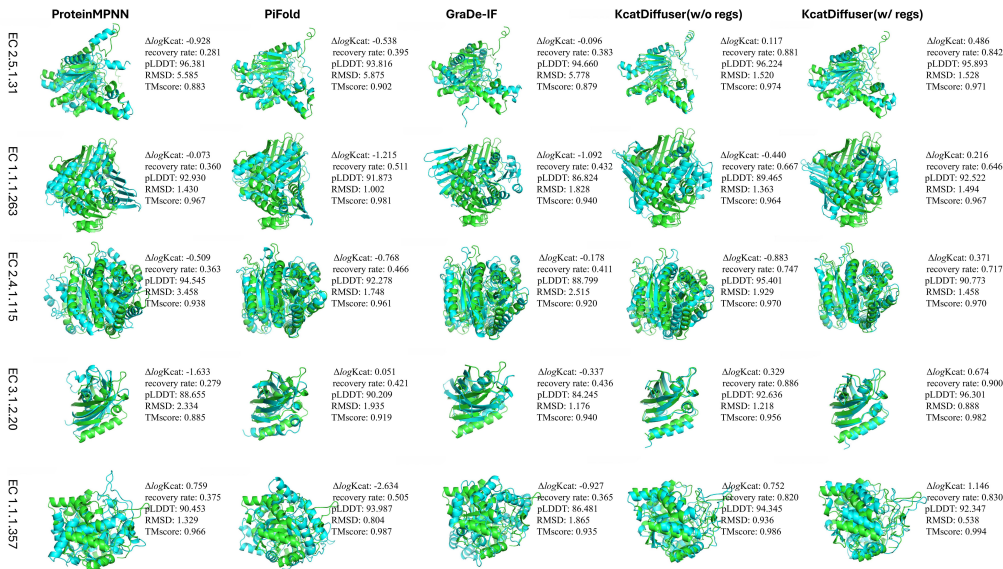 ProteinMPNN
PiFold
GraDe-IF
KcatDiffuser(w/o regs)
KcatDiffuser(w/ regs)
EC 2.5.1.31
ΔlogKcat: -0.928
recovery rate: 0.281
pLDDT: 96.381
RMSD: 5.585
TMscore: 0.883
ΔlogKcat: -0.538
recovery rate: 0.395
pLDDT: 93.816
RMSD: 5.875
TMscore: 0.902
ΔlogKcat: -0.096
recovery rate: 0.383
pLDDT: 94.660
RMSD: 5.778
TMscore: 0.879
ΔlogKcat: 0.117
recovery rate: 0.881
pLDDT: 96.224
RMSD: 1.520
TMscore: 0.974
ΔlogKcat: 0.486
recovery rate: 0.842
pLDDT: 95.893
RMSD: 1.528
TMscore: 0.971
EC 1.1.1.263
ΔlogKcat: -0.073
recovery rate: 0.360
pLDDT: 92.930
RMSD: 1.430
TMscore: 0.967
ΔlogKcat: -1.215
recovery rate: 0.511
pLDDT: 91.873
RMSD: 1.002
TMscore: 0.981
ΔlogKcat: -1.092
recovery rate: 0.432
pLDDT: 86.824
RMSD: 1.828
TMscore: 0.940
ΔlogKcat: -0.440
recovery rate: 0.667
pLDDT: 89.465
RMSD: 1.363
TMscore: 0.964
ΔlogKcat: 0.216
recovery rate: 0.646
pLDDT: 92.522
RMSD: 1.494
TMscore: 0.967
EC 2.4.1.115
ΔlogKcat: -0.509
recovery rate: 0.363
pLDDT: 94.545
RMSD: 3.458
TMscore: 0.938
ΔlogKcat: -0.768
recovery rate: 0.466
pLDDT: 92.278
RMSD: 1.748
TMscore: 0.961
ΔlogKcat: -0.178
recovery rate: 0.411
pLDDT: 88.799
RMSD: 2.515
TMscore: 0.920
ΔlogKcat: -0.883
recovery rate: 0.747
pLDDT: 95.401
RMSD: 1.929
TMscore: 0.970
ΔlogKcat: 0.371
recovery rate: 0.717
pLDDT: 90.773
RMSD: 1.458
TMscore: 0.970
EC 3.1.2.20
ΔlogKcat: -1.633
recovery rate: 0.279
pLDDT: 88.655
RMSD: 2.334
TMscore: 0.885
ΔlogKcat: 0.051
recovery rate: 0.421
pLDDT: 90.209
RMSD: 1.935
TMscore: 0.919
ΔlogKcat: -0.337
recovery rate: 0.436
pLDDT: 84.245
RMSD: 1.176
TMscore: 0.940
ΔlogKcat: 0.329
recovery rate: 0.886
pLDDT: 92.636
RMSD: 1.218
TMscore: 0.956
ΔlogKcat: 0.674
recovery rate: 0.900
pLDDT: 96.301
RMSD: 0.888
TMscore: 0.982
EC 1.1.1.357
ΔlogKcat: 0.759
recovery rate: 0.375
pLDDT: 90.453
RMSD: 1.329
TMscore: 0.966
ΔlogKcat: -2.634
recovery rate: 0.505
pLDDT: 93.987
RMSD: 0.804
TMscore: 0.987
ΔlogKcat: -0.927
recovery rate: 0.365
pLDDT: 86.481
RMSD: 1.865
TMscore: 0.935
ΔlogKcat: 0.752
recovery rate: 0.820
pLDDT: 94.345
RMSD: 0.936
TMscore: 0.986
ΔlogKcat: 1.146
recovery rate: 0.830
pLDDT: 92.347
RMSD: 0.538
TMscore: 0.994